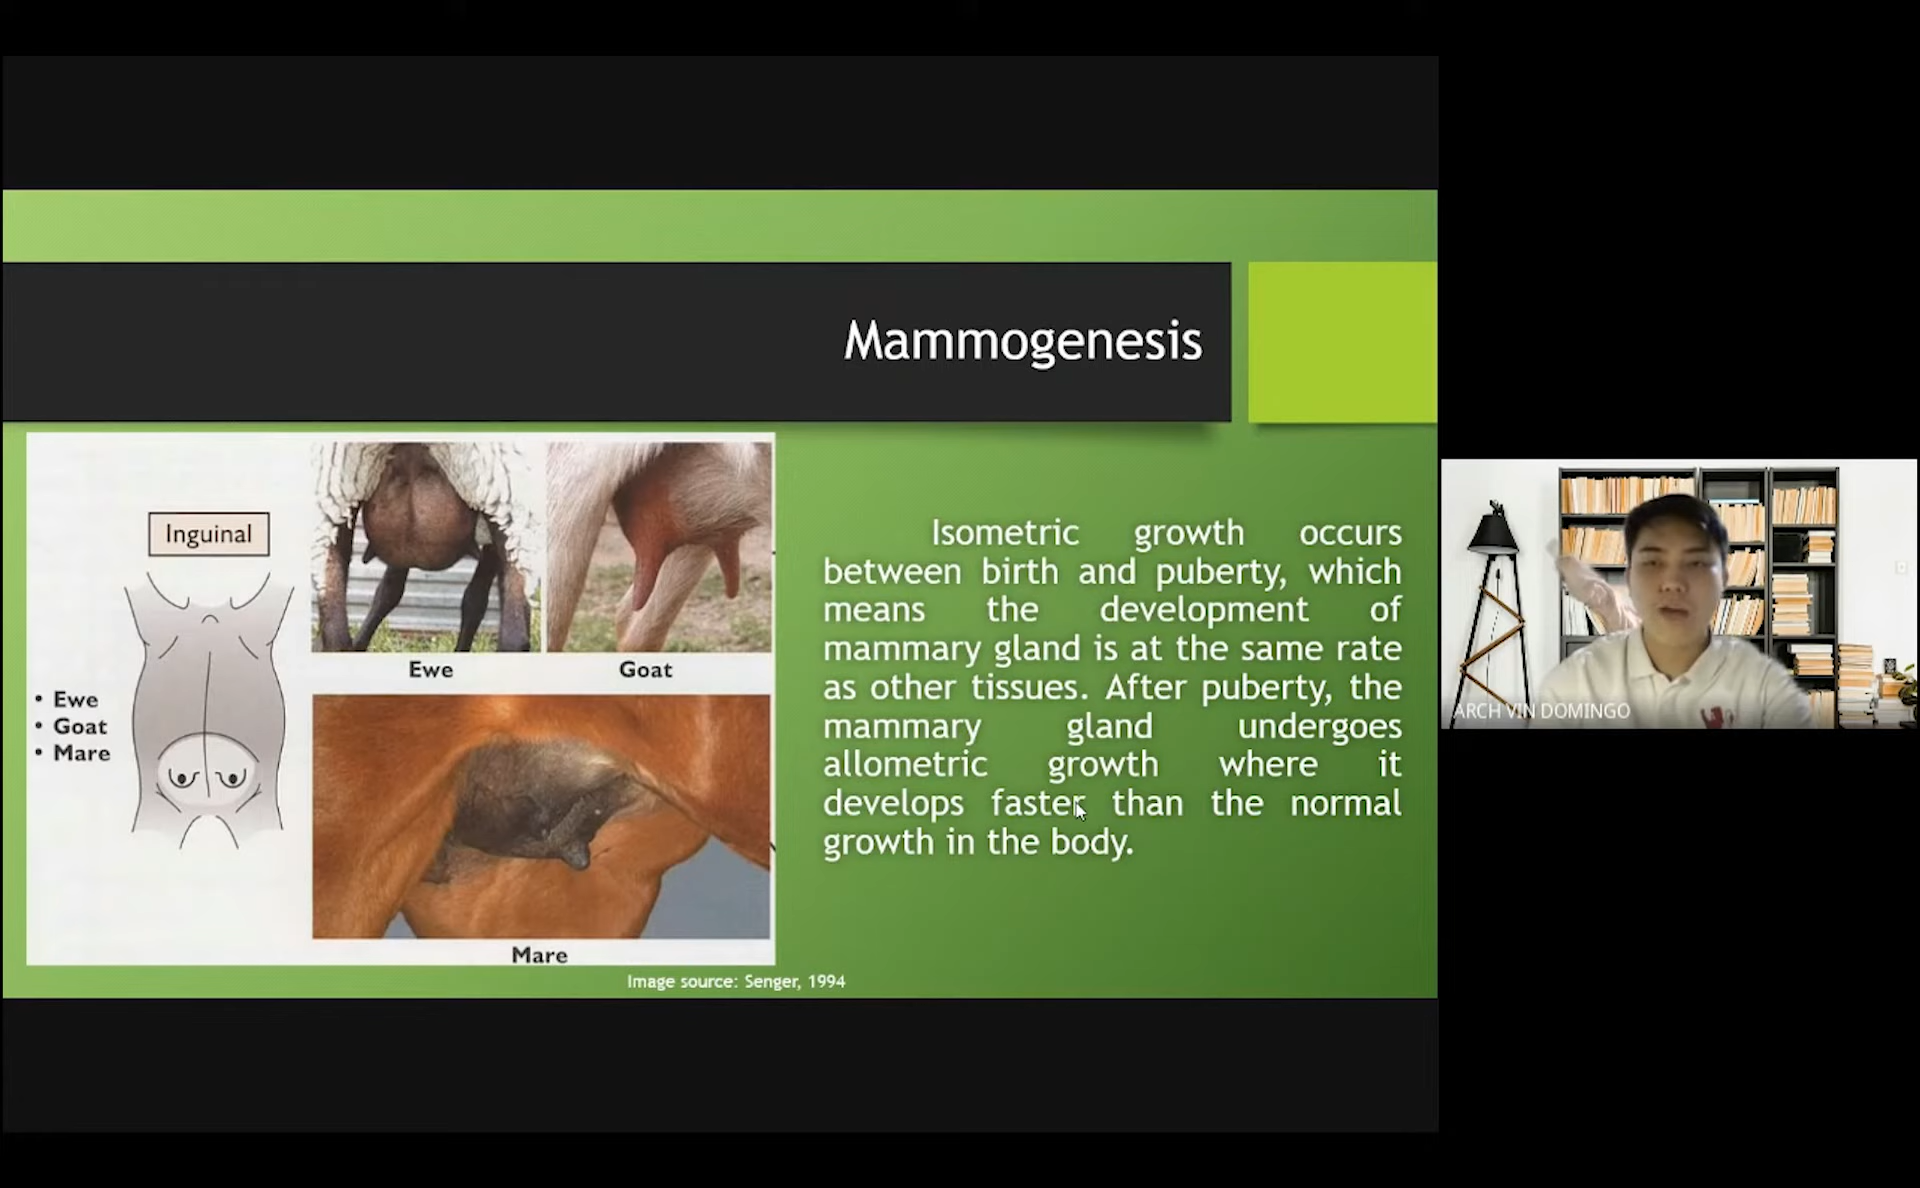 Mammogenesis
Inguinal
• Ewe
• Goat
• Mare
Ewe
Goat
Mare
Image source: Senger, 1994
Isometric growth occurs
between birth and puberty, which
means the development of
mammary gland is at the same rate
as other tissues. After puberty, the
mammary gland undergoes
allometric growth where it
develops faster than the normal
growth in the body.
ARCH VIN DOMINGO